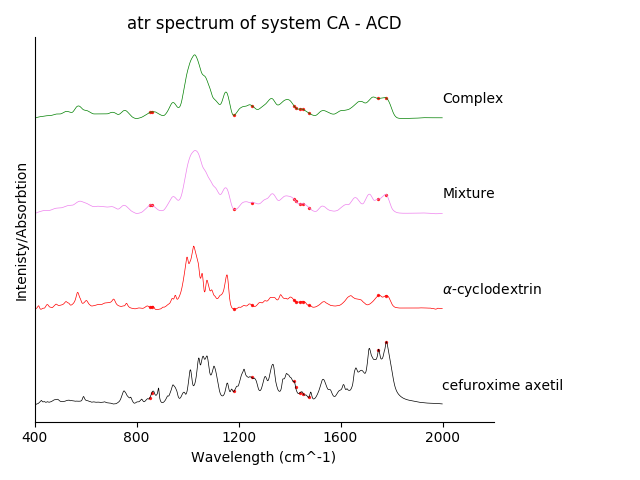 atr spectrum of system CA - ACD
Complex
Mixture
α-cyclodextrin
cefuroxime axetil
Intenisty/Absorbtion
400 800 1200 1600 2000
Wavelength (cm^-1)